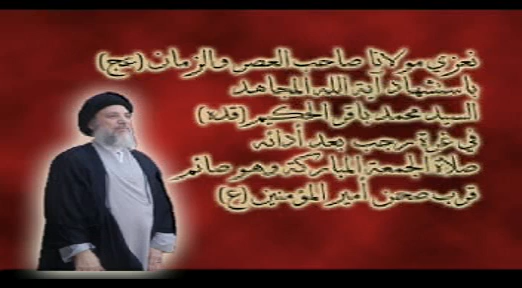 نعزي مولانا صاحب العصر والزمان (عج)
باستشهاد آية الله المجاهد
السيد محمد باقر الحكيم (قده)
في غرة رجب بعد أدائه
صلاة الجمعة المباركة وهو صائم
قرب صحن أمير المؤمنين (ع)